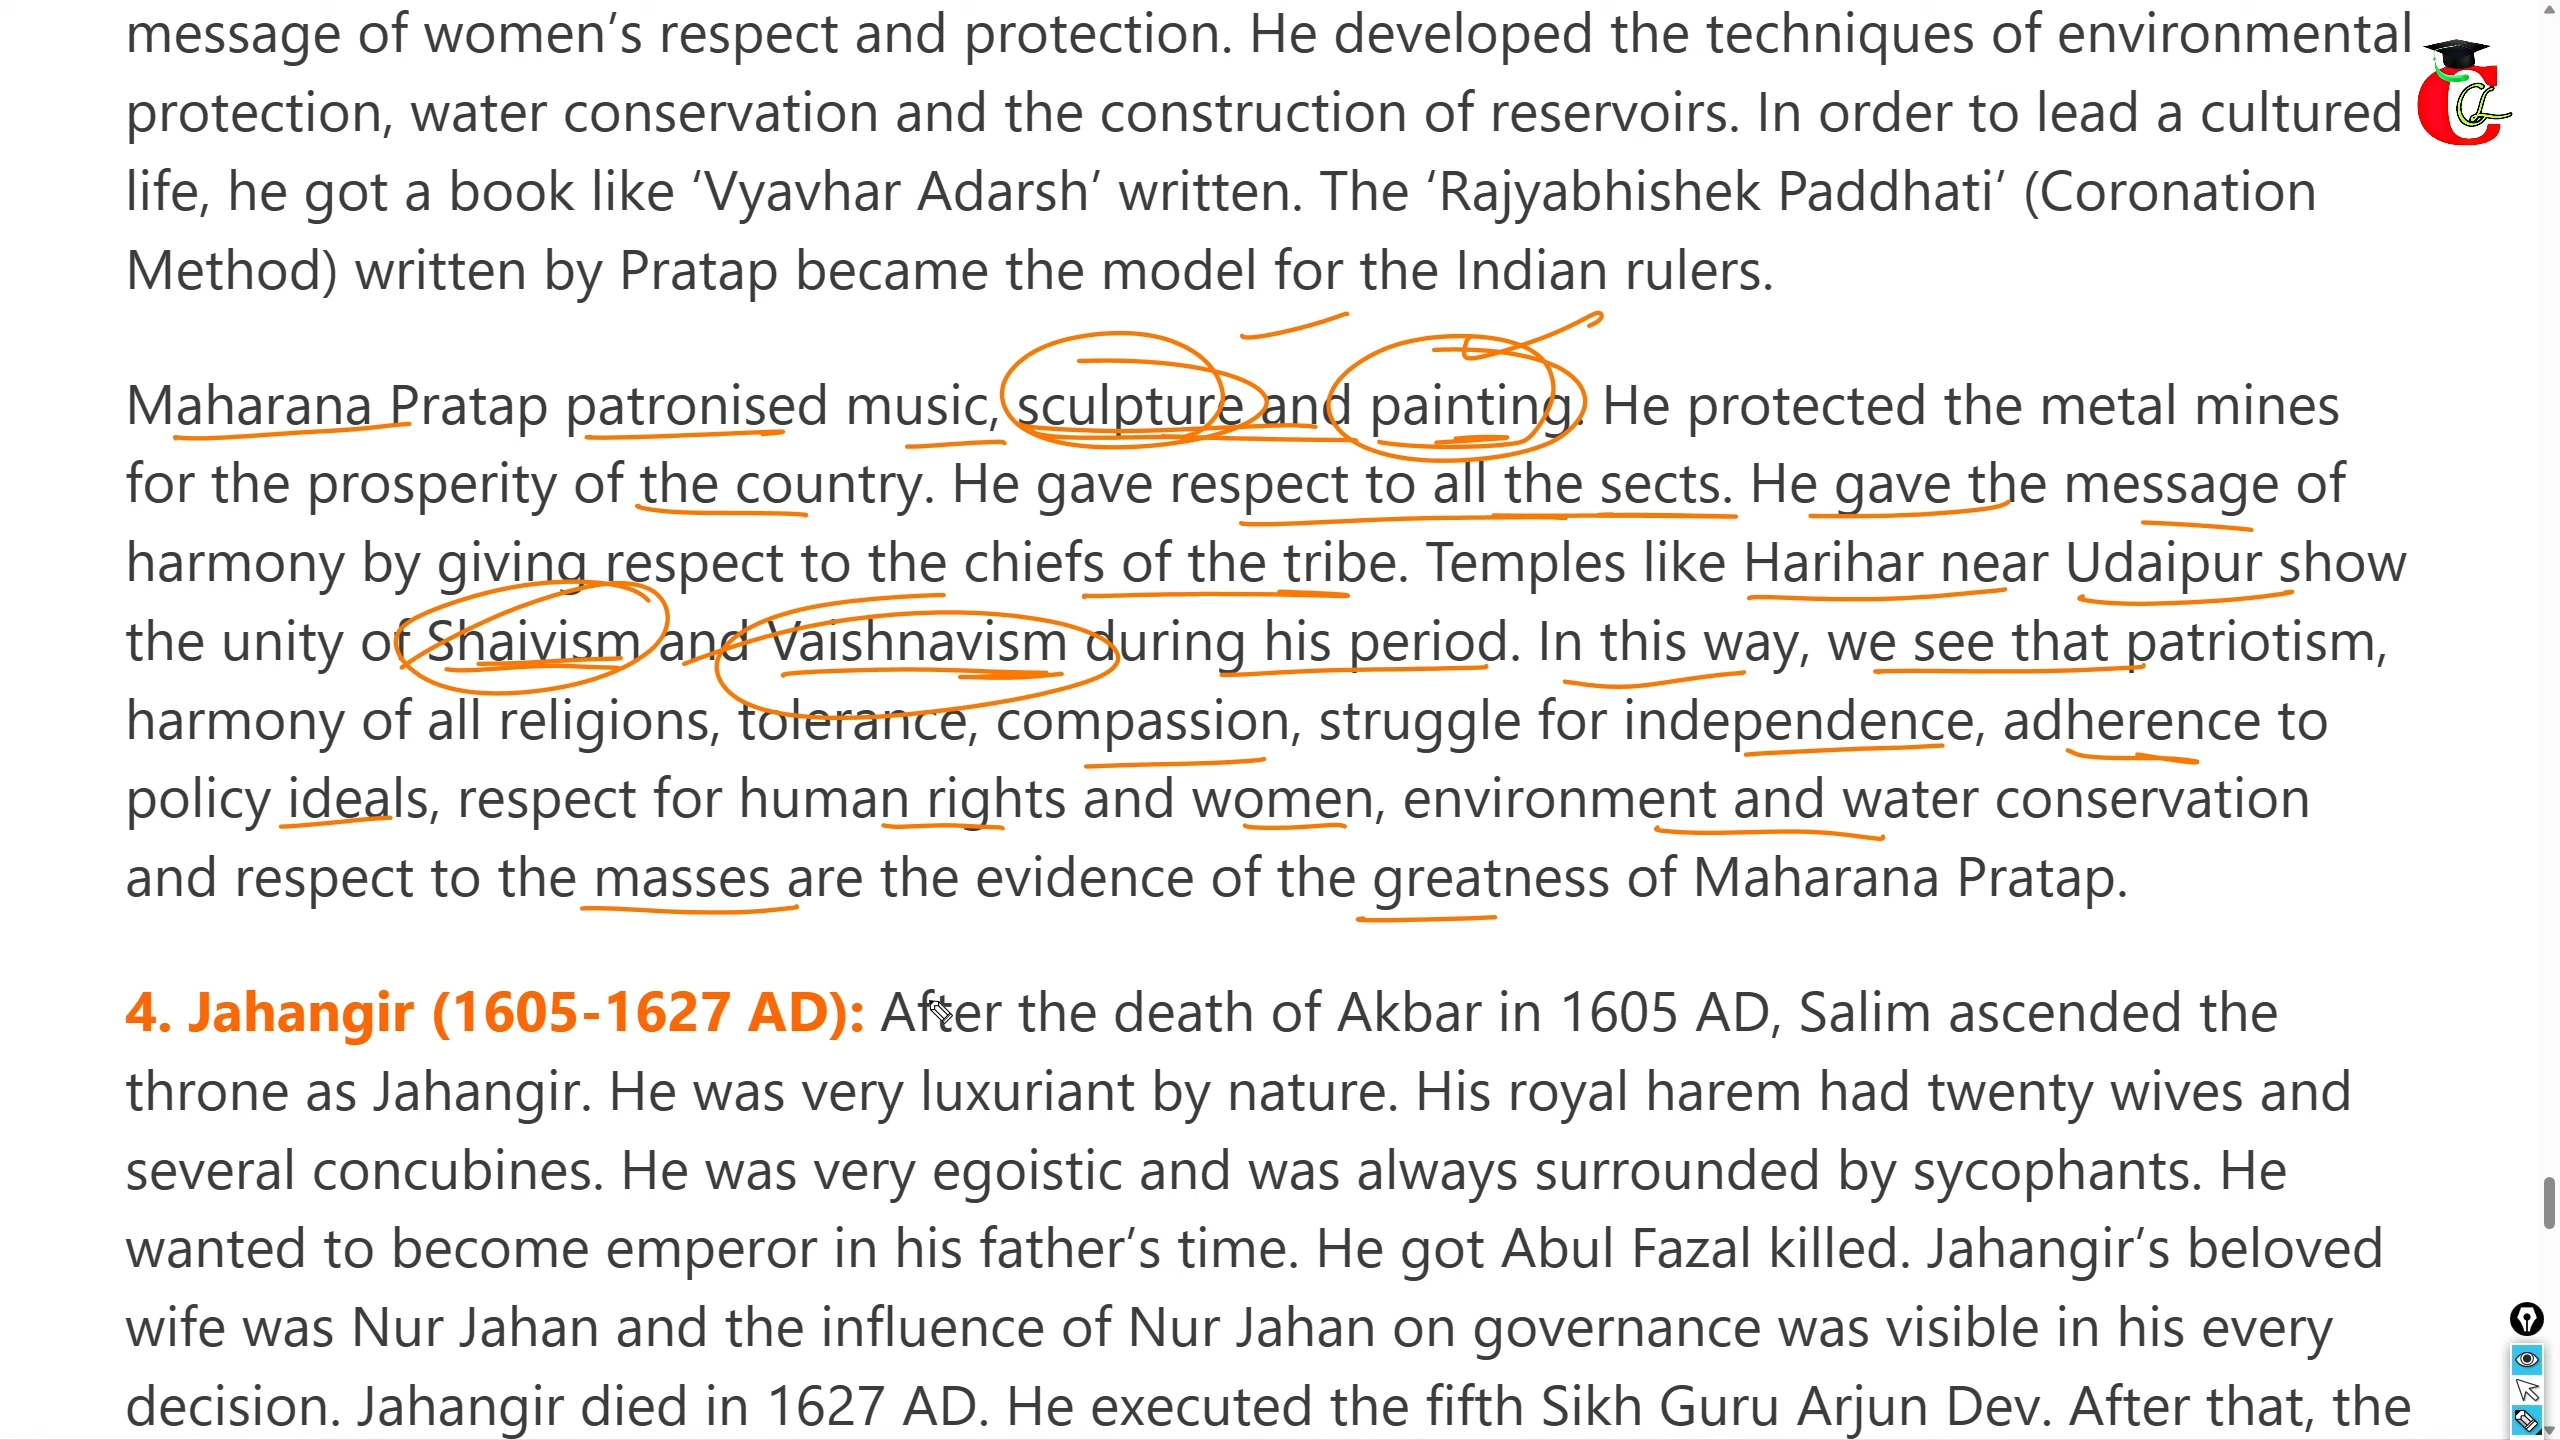 message of women’s respect and protection. He developed the techniques of environmental
protection, water conservation and the construction of reservoirs. In order to lead a cultured
life, he got a book like ‘Vyavhar Adarsh’ written. The ‘Rajyabhishek Paddhati’ (Coronation
Method) written by Pratap became the model for the Indian rulers.
Maharana Pratap patronised music, sculpture and painting. He protected the metal mines
for the prosperity of the country. He gave respect to all the sects. He gave the message of
harmony by giving respect to the chiefs of the tribe. Temples like Harihar near Udaipur show
the unity of Shaivism and Vaishnavism during his period. In this way, we see that patriotism,
harmony of all religions, tolerance, compassion, struggle for independence, adherence to
policy ideals, respect for human rights and women, environment and water conservation
and respect to the masses are the evidence of the greatness of Maharana Pratap.
4. Jahangir (1605-1627 AD): After the death of Akbar in 1605 AD, Salim ascended the
throne as Jahangir. He was very luxuriant by nature. His royal harem had twenty wives and
several concubines. He was very egoistic and was always surrounded by sycophants. He
wanted to become emperor in his father’s time. He got Abul Fazal killed. Jahangir’s beloved
wife was Nur Jahan and the influence of Nur Jahan on governance was visible in his every
decision. Jahangir died in 1627 AD. He executed the fifth Sikh Guru Arjun Dev. After that, the